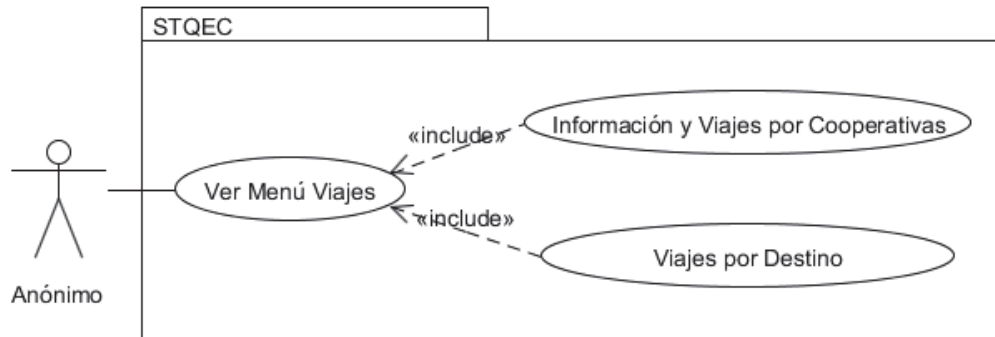 STQEC
«include»
Información y Viajes por Cooperativas
Ver Menú Viajes
«include»
Viajes por Destino
Anónimo